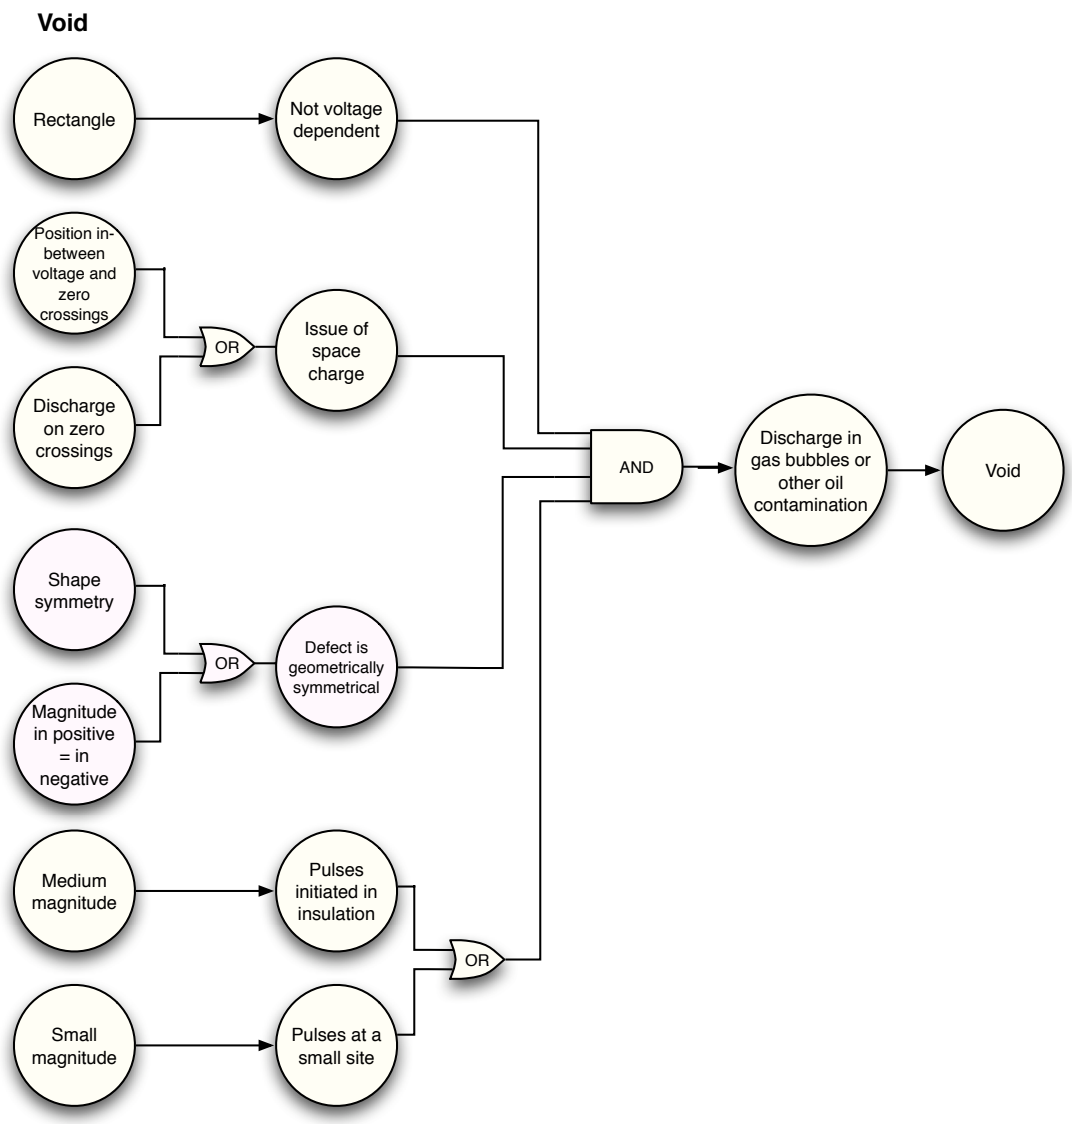 Void
Rectangle
Not voltage
dependent
Position in-
between
voltage and
zero
crossings
OR
Issue of
space
charge
Discharge
on zero
crossings
AND
Discharge in
gas bubbles or
other oil
contamination
Void
Shape
symmetry
OR
Defect is
geometrically
symmetrical
Magnitude
in positive
= in
negative
Medium
magnitude
Pulses
initiated in
insulation
OR
Small
magnitude
Pulses at a
small site